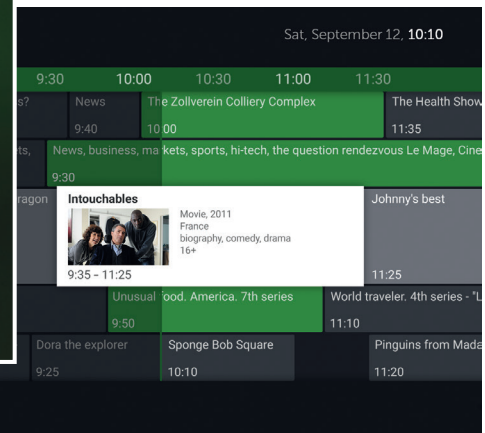 Sat, September 12, 10:10
9:30 10:00 10:30 11:00 11:30
s? News The Zollverein Colliery Complex The Health Show
9:40 10:00 11:35
ets, News, business, markets, sports, hi-tech, the question rendezvous Le Mage, Cine
9:30
ragon Intouchables Johnny's best
Movie, 2011
France
biography, comedy, drama
16+
9:35 – 11:25 11:25
Unusual food. America. 7th series World traveler. 4th series - "L
9:50 11:10
Dora the explorer Sponge Bob Square Pinguins from Mada
9:25 10:10 11:20